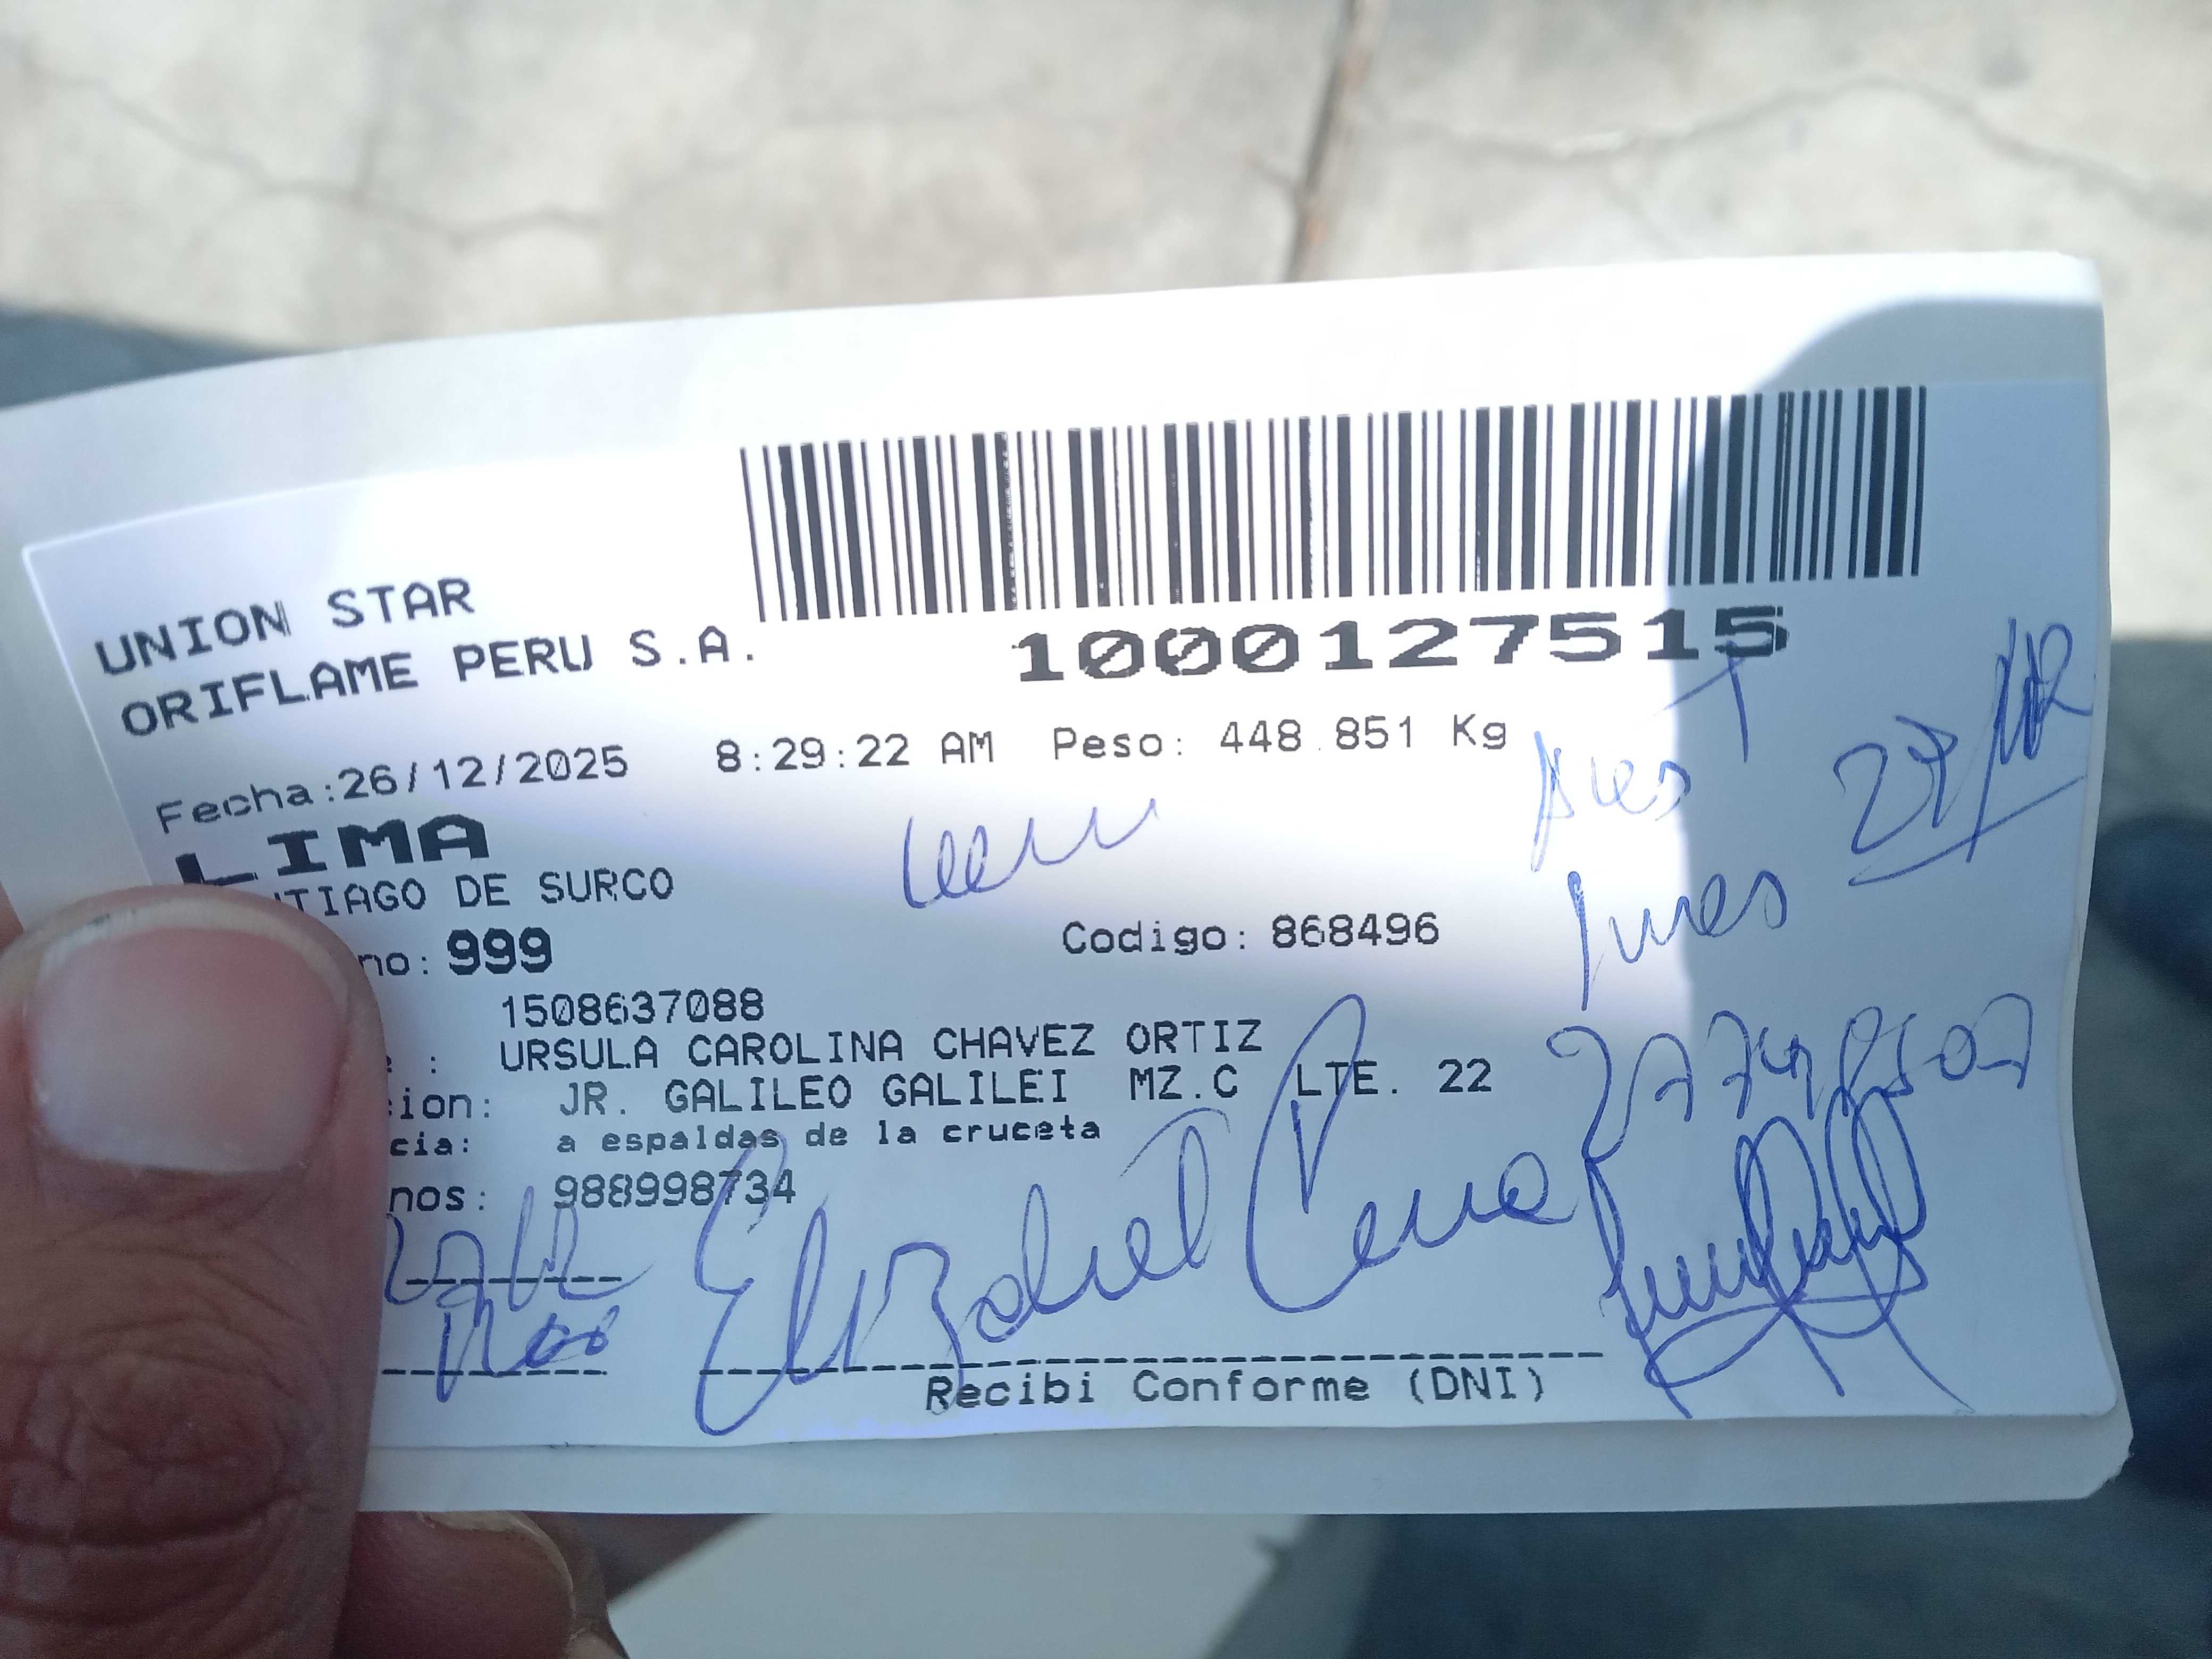 UNION STAR
ORIFLAME PERU S.A.
1000127515
Fecha:26/12/2025 8:29:22 AM Peso: 448.851 Kg
LIMA
TIAGO DE SURCO
no: 999 Codigo: 868496
1508637088
: URSULA CAROLINA CHAVEZ ORTIZ
cion: JR. GALILEO GALILEI MZ.C LTE. 22
cia: a espaldas de la cruceta
nos: 988998734
Elizabet
Recibi Conforme (DNI)